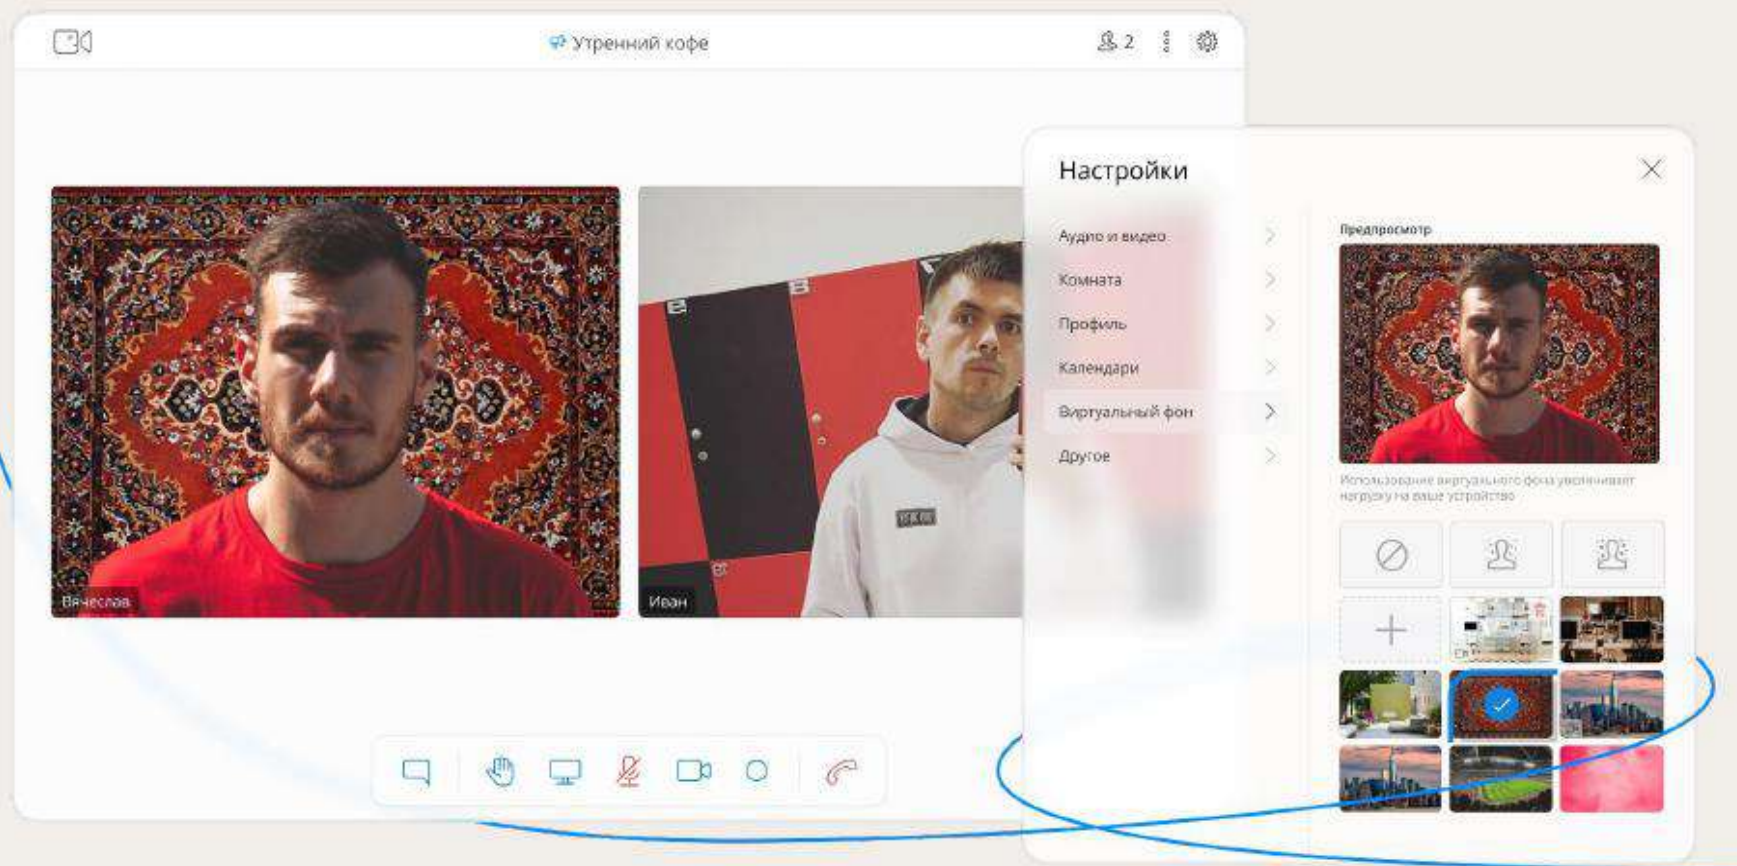 Утренний кофе
2
Настройки
Аудио и видео
Комната
Профиль
Календари
Виртуальный фон
Другое
Предпросмотр
Использование виртуального фона увеличивает
нагрузку на ваше устройство
Вячеслав
Иван